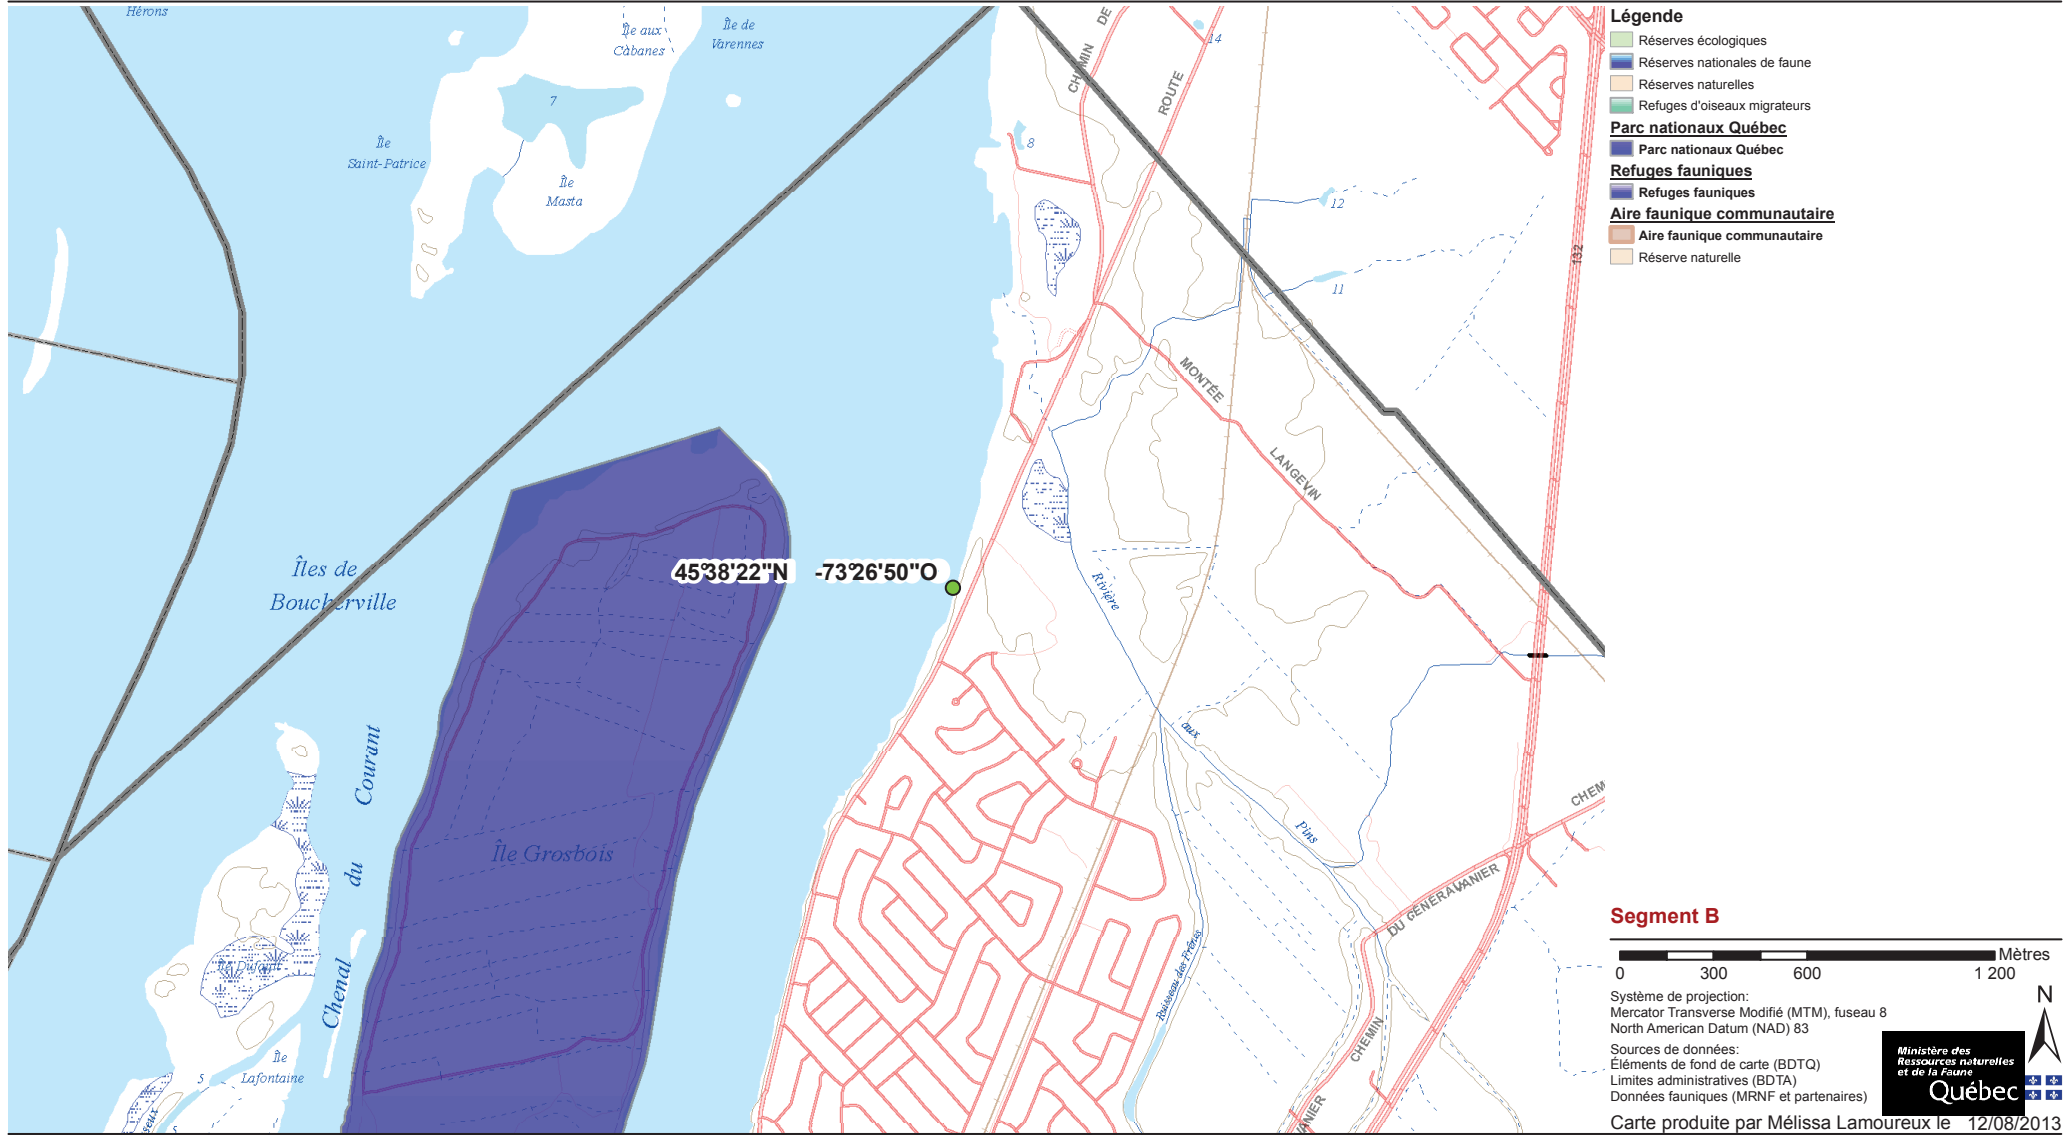 Hérons
Île aux
Cabanes
Île de
Varennes
7
Île
Saint-Patrice
Île
Masta
CHEMIN DE
ROUTE
14
8
12
11
132
MONTÉE
LANGEVIN
Îles de
Boucherville
45°38'22"N -73°26'50"O
Rivière
aux
Pins
Chenal du Courant
Île Grosbois
Île Dufault
Île
Lafontaine
5
5
Ruisseau des Frênes
CHEM
DU GÉNÉRAL VANIER
CHEMIN
VANIER
Légende
Réserves écologiques
Réserves nationales de faune
Réserves naturelles
Refuges d'oiseaux migrateurs
Parc nationaux Québec
Parc nationaux Québec
Refuges fauniques
Refuges fauniques
Aire faunique communautaire
Aire faunique communautaire
Réserve naturelle
Segment B
Mètres
0 300 600 1 200
Système de projection:
Mercator Transverse Modifié (MTM), fuseau 8
North American Datum (NAD) 83
N
Sources de données:
Éléments de fond de carte (BDTQ)
Limites administratives (BDTA)
Données fauniques (MRNF et partenaires)
Ministère des
Ressources naturelles
et de la Faune
Québec
Carte produite par Mélissa Lamoureux le 12/08/2013